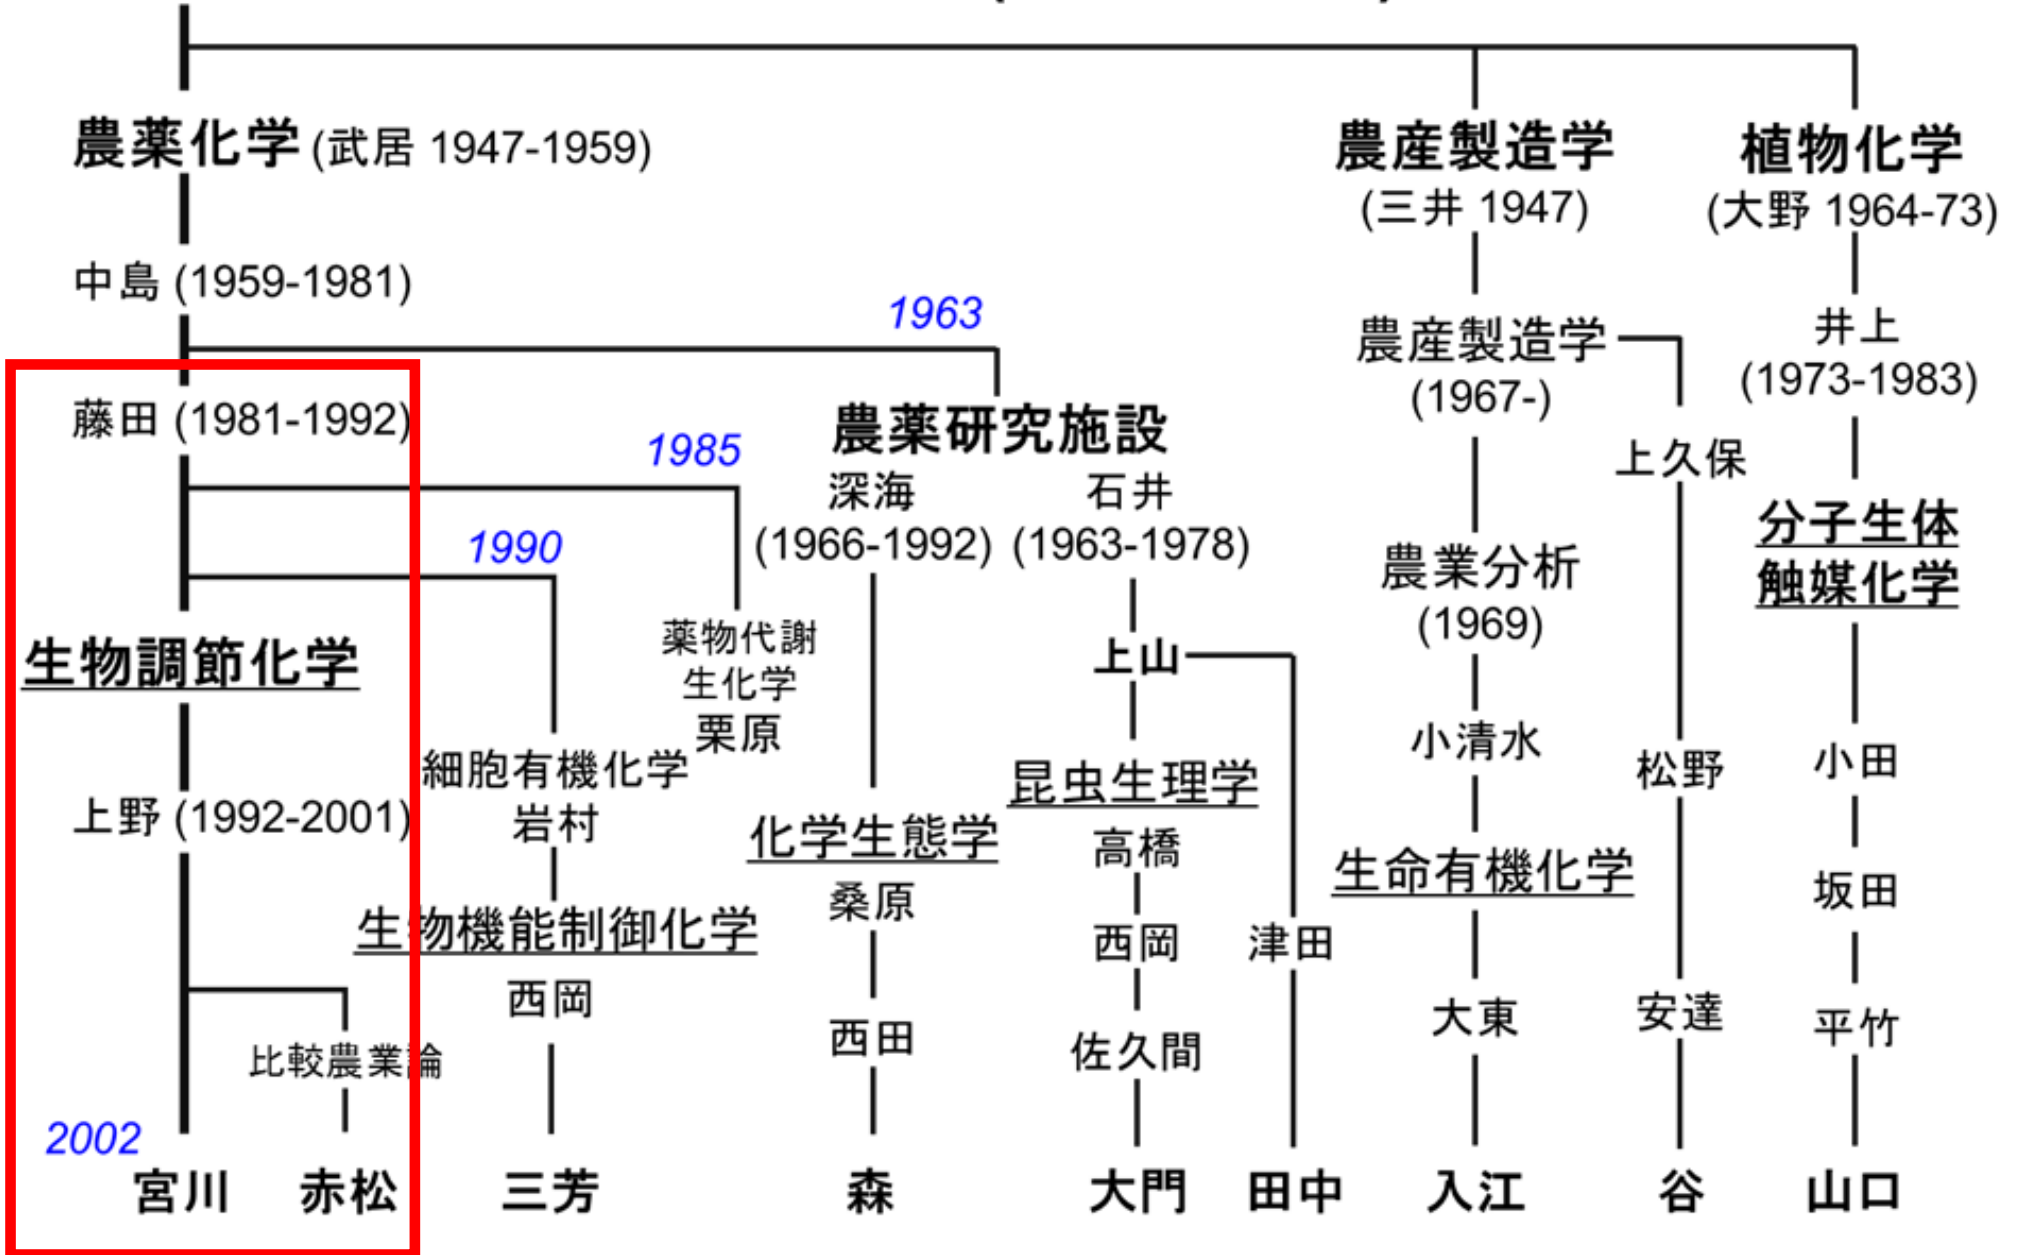 農薬化学 (武居 1947-1959)
農産製造学
(三井 1947)
植物化学
(大野 1964-73)
中島 (1959-1981)
1963
農産製造学
(1967-)
井上
(1973-1983)
藤田 (1981-1992)
1985
農薬研究施設
深海
(1966-1992)
石井
(1963-1978)
上久保
1990
農業分析
(1969)
分子生体
触媒化学
生物調節化学
薬物代謝
生化学
栗原
上山
小清水
松野
小田
細胞有機化学
岩村
昆虫生理学
高橋
上野 (1992-2001)
化学生態学
桑原
生命有機化学
坂田
生物機能制御化学
西岡
西岡
津田
大東
安達
平竹
西田
佐久間
比較農業論
2002
宮川
赤松
三芳
森
大門
田中
入江
谷
山口